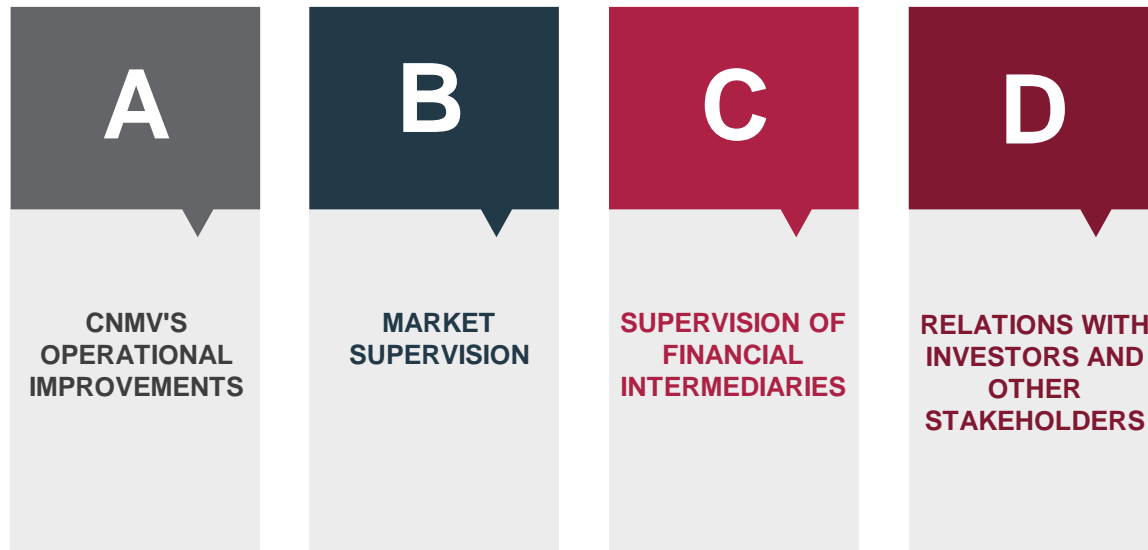 A
CNMV'S
OPERATIONAL
IMPROVEMENTS
B
MARKET
SUPERVISION
C
SUPERVISION OF
FINANCIAL
INTERMEDIARIES
D
RELATIONS WITH
INVESTORS AND
OTHER
STAKEHOLDERS